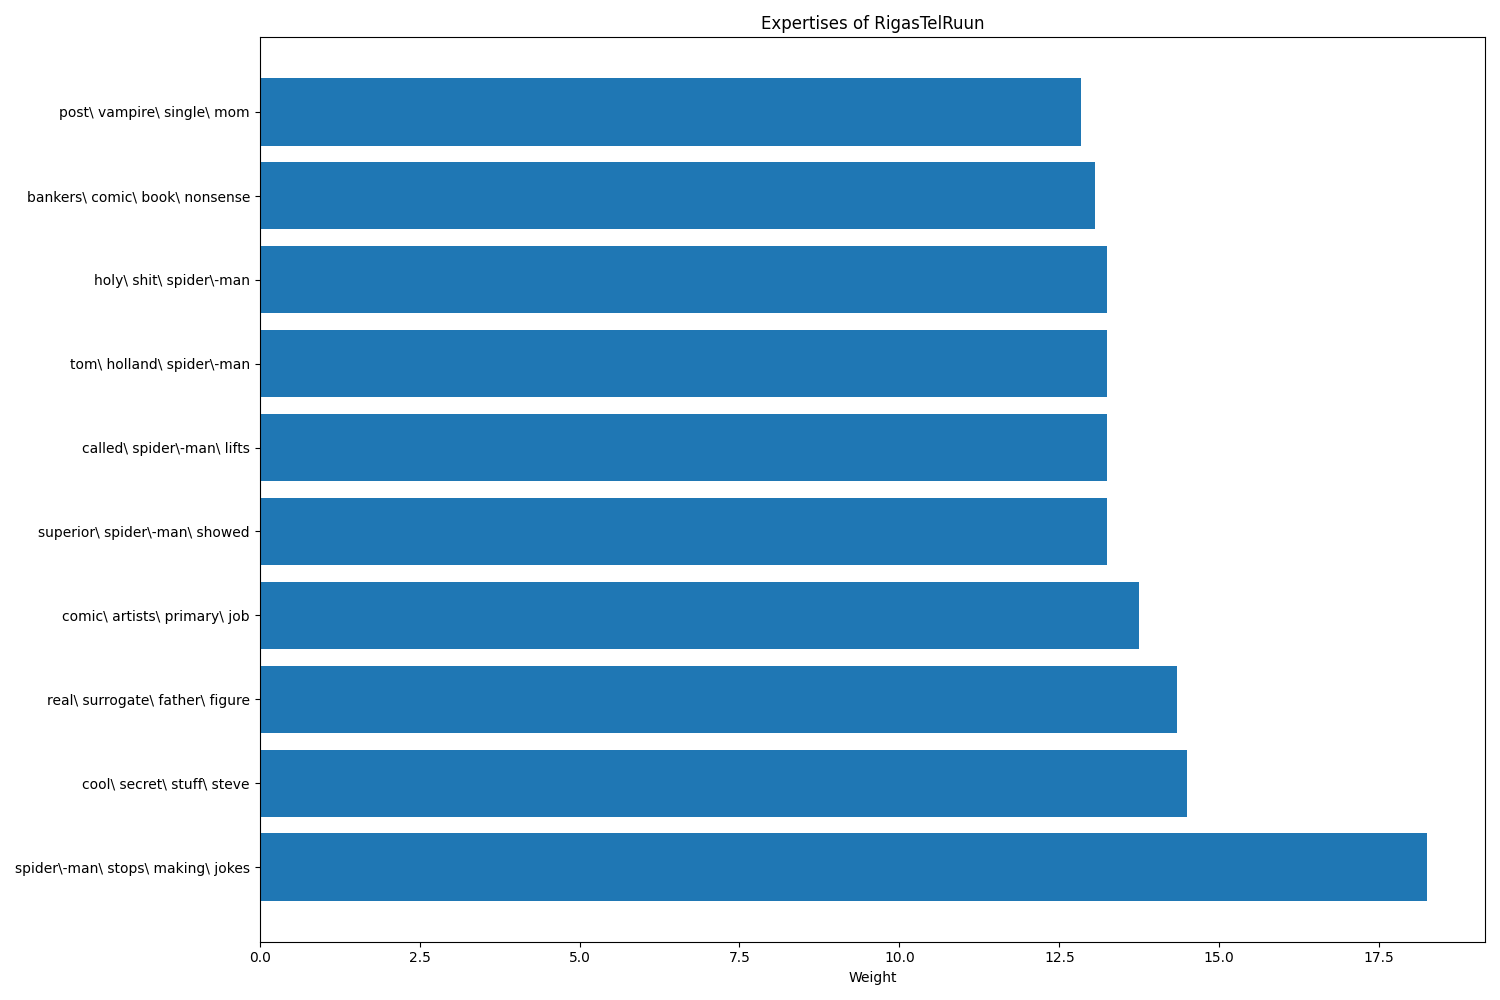 Expertises of RigasTelRuun
post\ vampire\ single\ mom
bankers\ comic\ book\ nonsense
holy\ shit\ spider\-man
tom\ holland\ spider\-man
called\ spider\-man\ lifts
superior\ spider\-man\ showed
comic\ artists\ primary\ job
real\ surrogate\ father\ figure
cool\ secret\ stuff\ steve
spider\-man\ stops\ making\ jokes
0.0 2.5 5.0 7.5 10.0 12.5 15.0 17.5
Weight